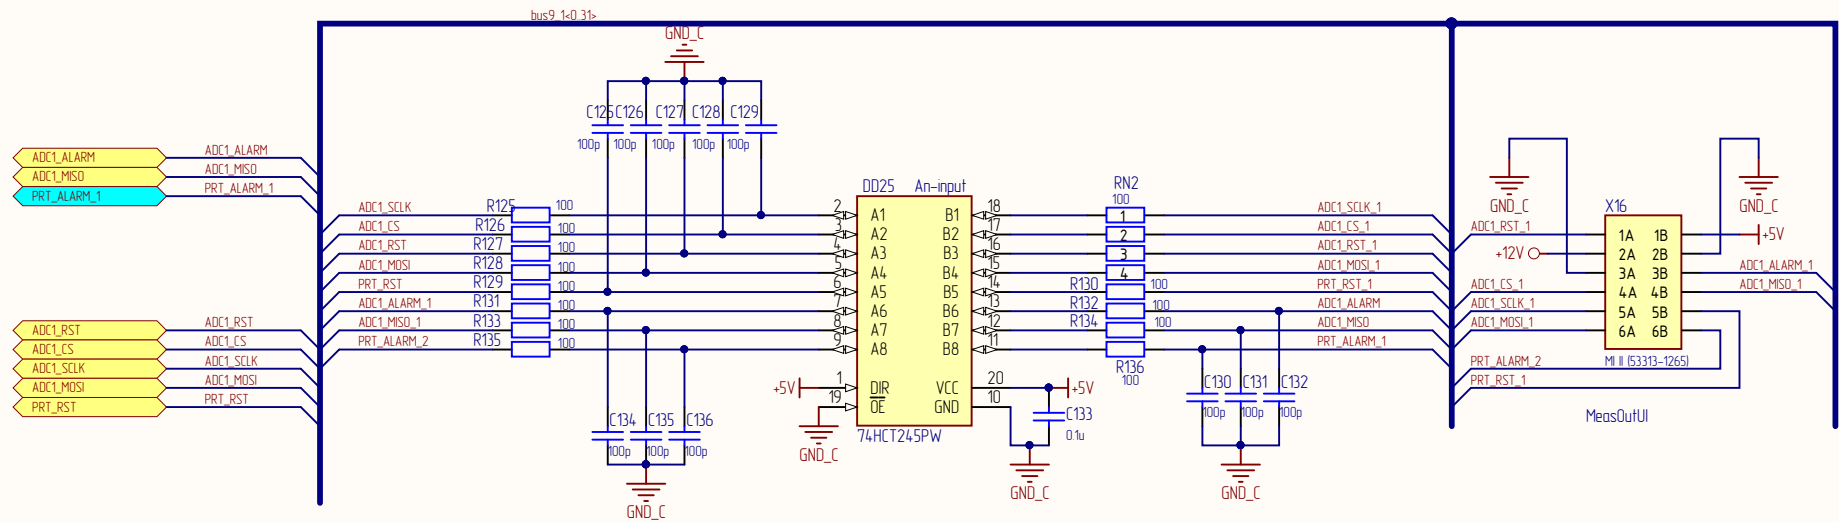 bus9_1<0..31>
GND_C
C125 C126 C127 C128 C129
100p 100p 100p 100p 100p
ADC1_ALARM ADC1_ALARM
ADC1_MISO ADC1_MISO
PRT_ALARM_1 PRT_ALARM_1
ADC1_RST ADC1_RST
ADC1_CS ADC1_CS
ADC1_SCLK ADC1_SCLK
ADC1_MOSI ADC1_MOSI
PRT_RST PRT_RST
ADC1_SCLK R125 100
ADC1_CS R126 100
ADC1_RST R127 100
ADC1_MOSI R128 100
PRT_RST R129 100
ADC1_ALARM_1 R131 100
ADC1_MISO_1 R133 100
PRT_ALARM_2 R135 100
C134 C135 C136
100p 100p 100p
GND_C
DD25 An-input
2 A1 B1 18
3 A2 B2 17
4 A3 B3 16
5 A4 B4 15
6 A5 B5 14
7 A6 B6 13
8 A7 B7 12
9 A8 B8 11
+5V 1 DIR VCC 20 +5V
19 OE GND 10
74HCT245PW
GND_C
C133
0.1u
GND_C
RN2
100
1 ADC1_SCLK_1
2 ADC1_CS_1
3 ADC1_RST_1
4 ADC1_MOSI_1
R130 100 PRT_RST_1
R132 100 ADC1_ALARM
R134 100 ADC1_MISO
R136 PRT_ALARM_1
100
C130 C131 C132
100p 100p 100p
GND_C
GND_C GND_C
X16
ADC1_RST_1 1A 1B +5V
+12V 2A 2B
3A 3B ADC1_ALARM_1
ADC1_CS_1 4A 4B ADC1_MISO_1
ADC1_SCLK_1 5A 5B
ADC1_MOSI_1 6A 6B
PRT_ALARM_2 MI II (53313-1265)
PRT_RST_1
MeasOutUI